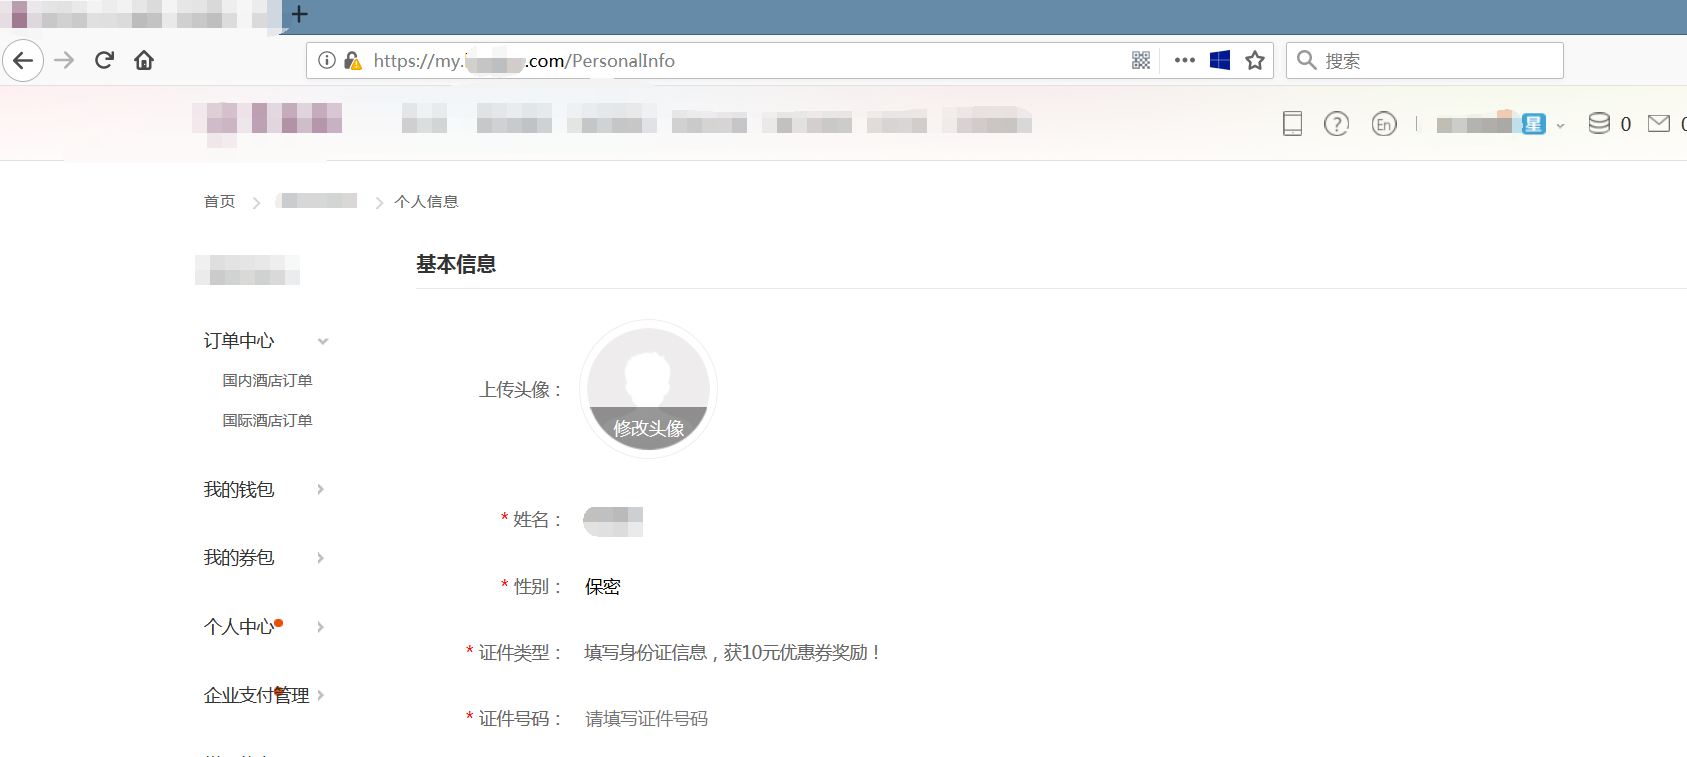 https://my.
.com/PersonalInfo
搜索
En
星
0
首页
个人信息
基本信息
订单中心
国内酒店订单
国际酒店订单
上传头像：
修改头像
我的钱包
* 姓名：
我的券包
* 性别： 保密
个人中心
* 证件类型： 填写身份证信息，获10元优惠券奖励！
企业支付管理
* 证件号码： 请填写证件号码